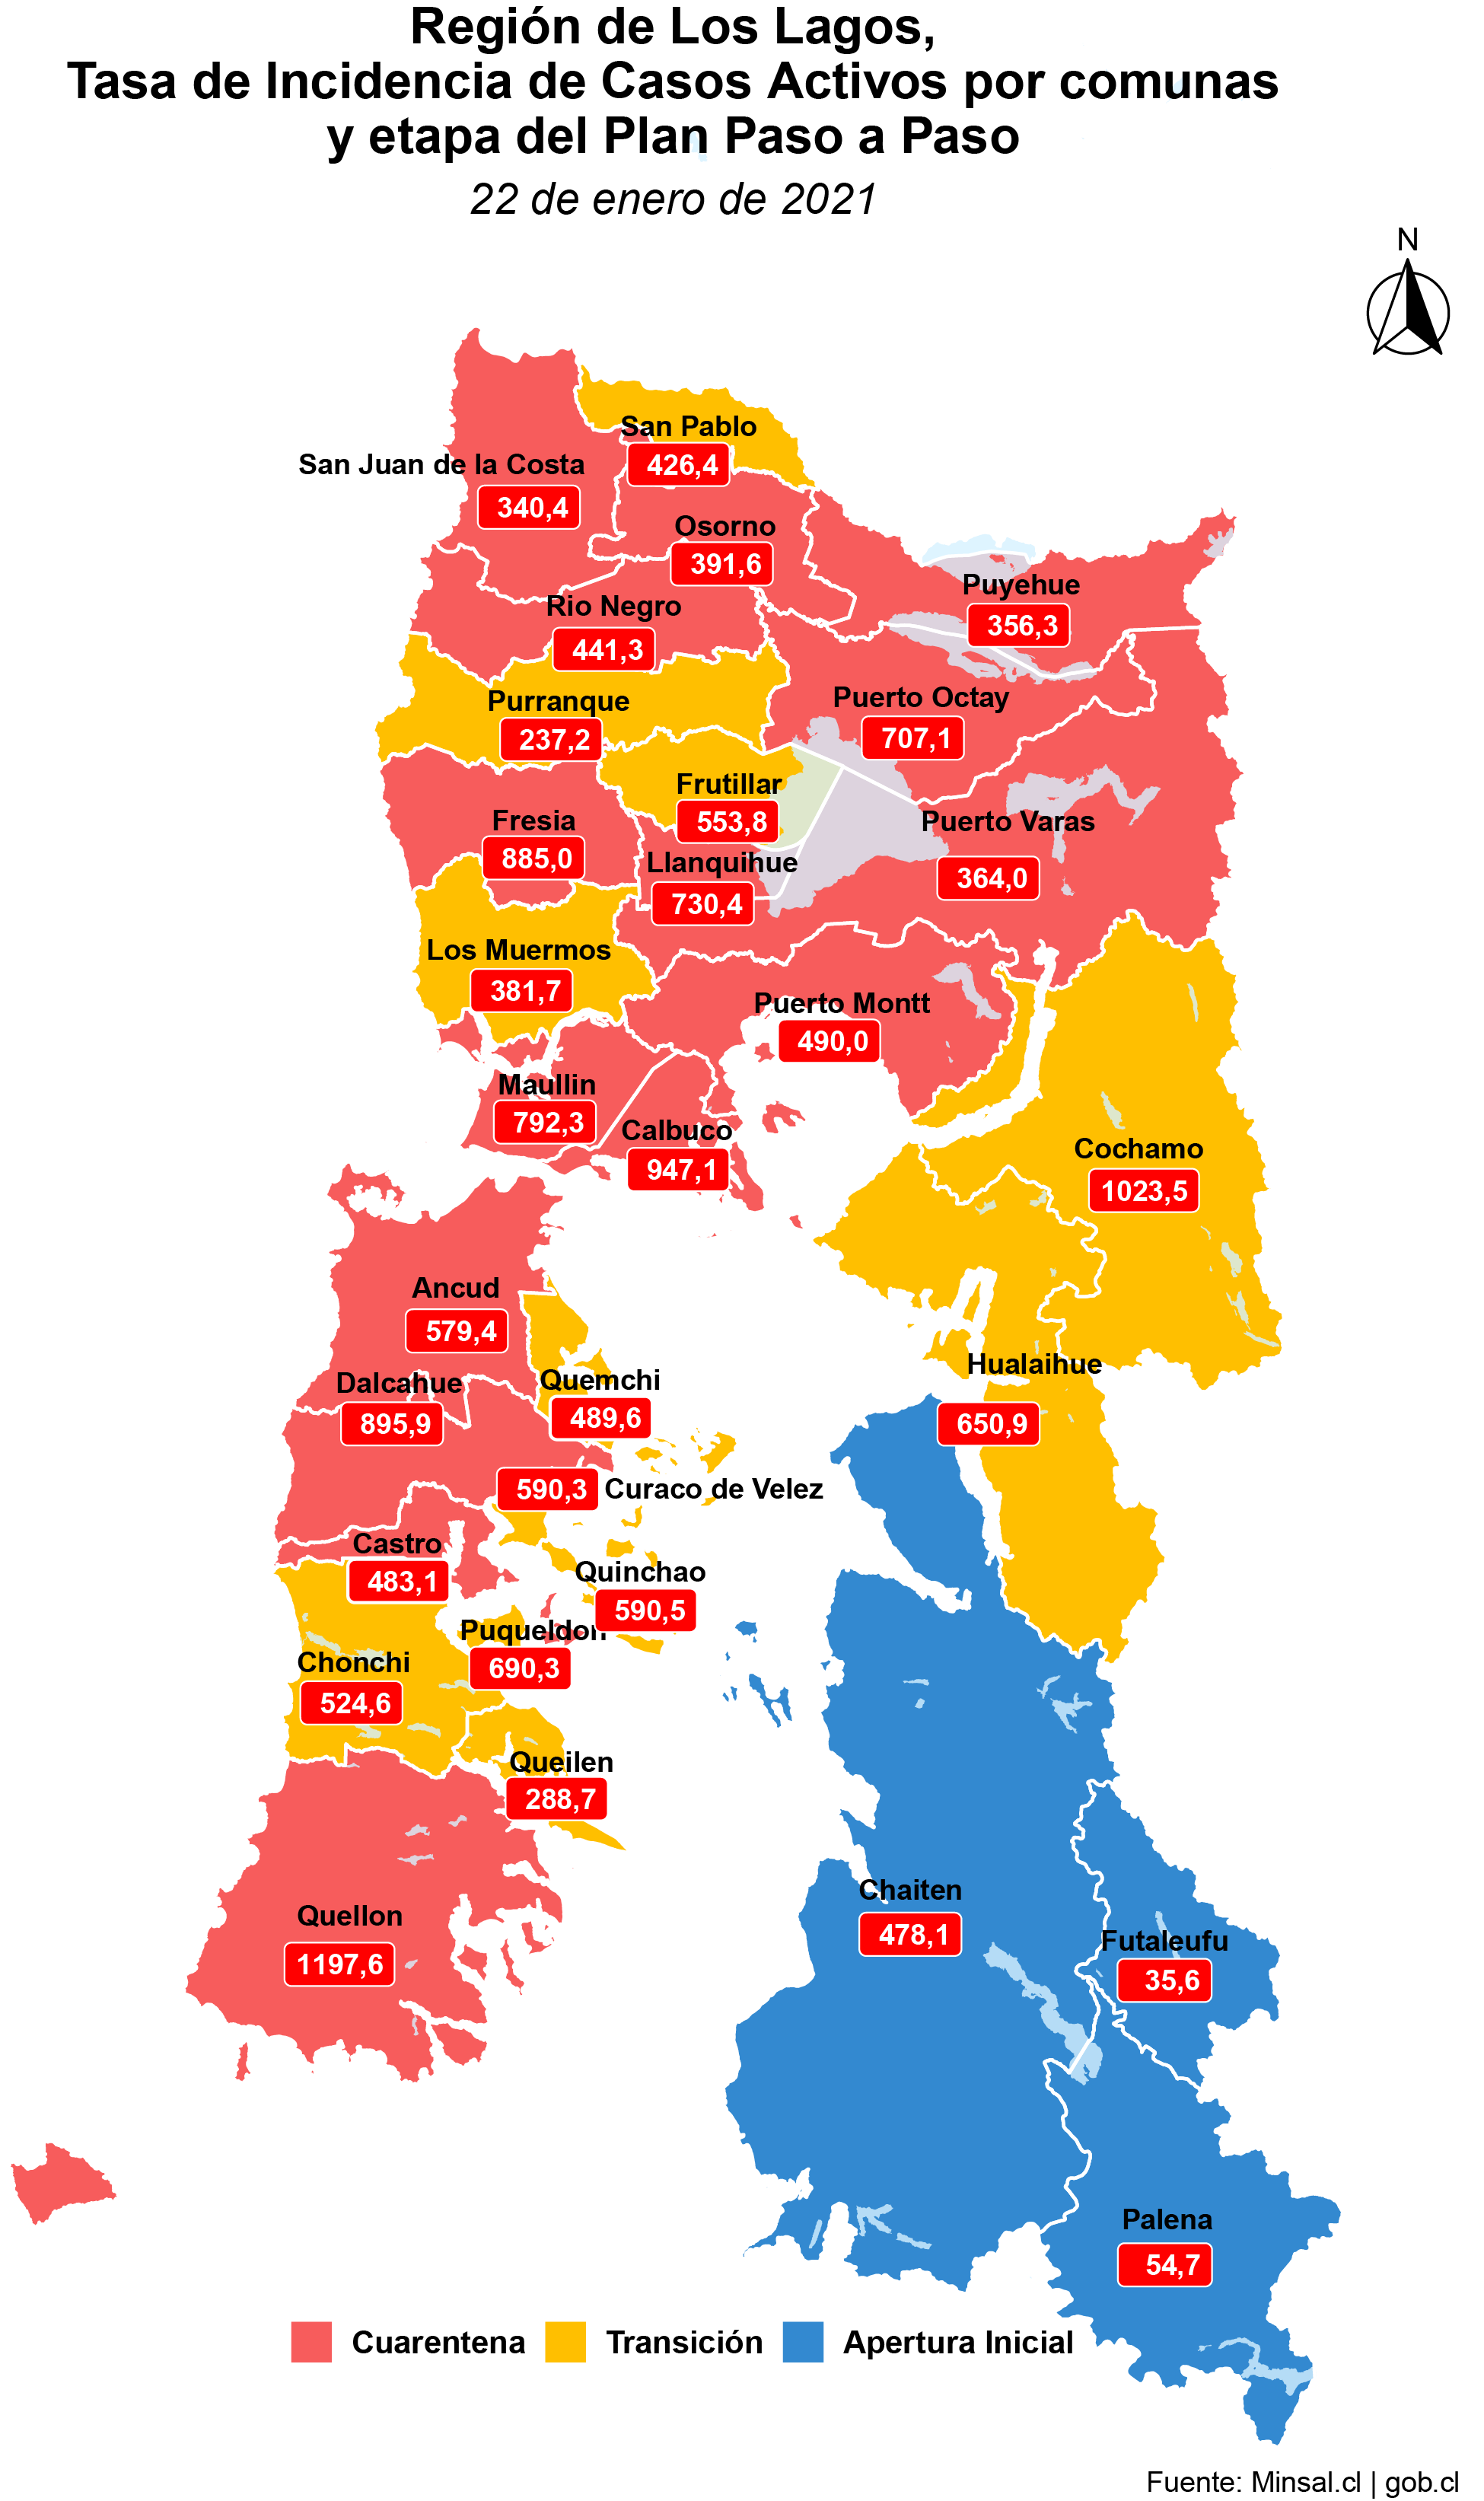 Región de Los Lagos,
Tasa de Incidencia de Casos Activos por comunas
y etapa del Plan Paso a Paso
22 de enero de 2021
N
San Pablo
426,4
San Juan de la Costa
340,4
Osorno
391,6
Puyehue
356,3
Rio Negro
441,3
Purranque
237,2
Puerto Octay
707,1
Frutillar
553,8
Fresia
885,0
Puerto Varas
364,0
Llanquihue
730,4
Los Muermos
381,7
Puerto Montt
490,0
Maullin
792,3
Calbuco
947,1
Cochamo
1023,5
Ancud
579,4
Hualaihue
650,9
Dalcahue
895,9
Quemchi
489,6
590,3 Curaco de Velez
Castro
483,1
Quinchao
590,5
Puqueldon
690,3
Chonchi
524,6
Queilen
288,7
Chaiten
478,1
Quellon
1197,6
Futaleufu
35,6
Palena
54,7
Cuarentena Transición Apertura Inicial
Fuente: Minsal.cl | gob.cl